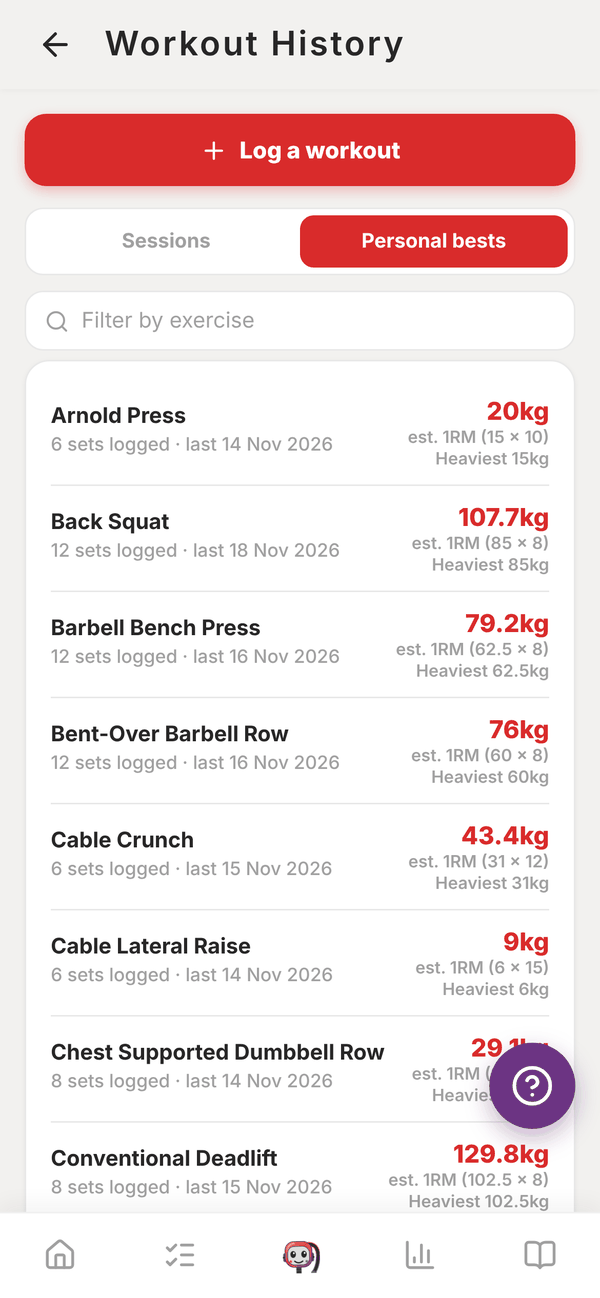 Workout History
Log a workout
Sessions
Personal bests
Filter by exercise
Arnold Press
20kg
6 sets logged · last 14 Nov 2026
est. 1RM (15 × 10)
Heaviest 15kg
Back Squat
107.7kg
12 sets logged · last 18 Nov 2026
est. 1RM (85 × 8)
Heaviest 85kg
Barbell Bench Press
79.2kg
12 sets logged · last 16 Nov 2026
est. 1RM (62.5 × 8)
Heaviest 62.5kg
Bent-Over Barbell Row
76kg
12 sets logged · last 16 Nov 2026
est. 1RM (60 × 8)
Heaviest 60kg
Cable Crunch
43.4kg
6 sets logged · last 15 Nov 2026
est. 1RM (31 × 12)
Heaviest 31kg
Cable Lateral Raise
9kg
6 sets logged · last 14 Nov 2026
est. 1RM (6 × 15)
Heaviest 6kg
Chest Supported Dumbbell Row
8 sets logged · last 14 Nov 2026
est. 1RM
Conventional Deadlift
129.8kg
8 sets logged · last 15 Nov 2026
est. 1RM (102.5 × 8)
Heaviest 102.5kg